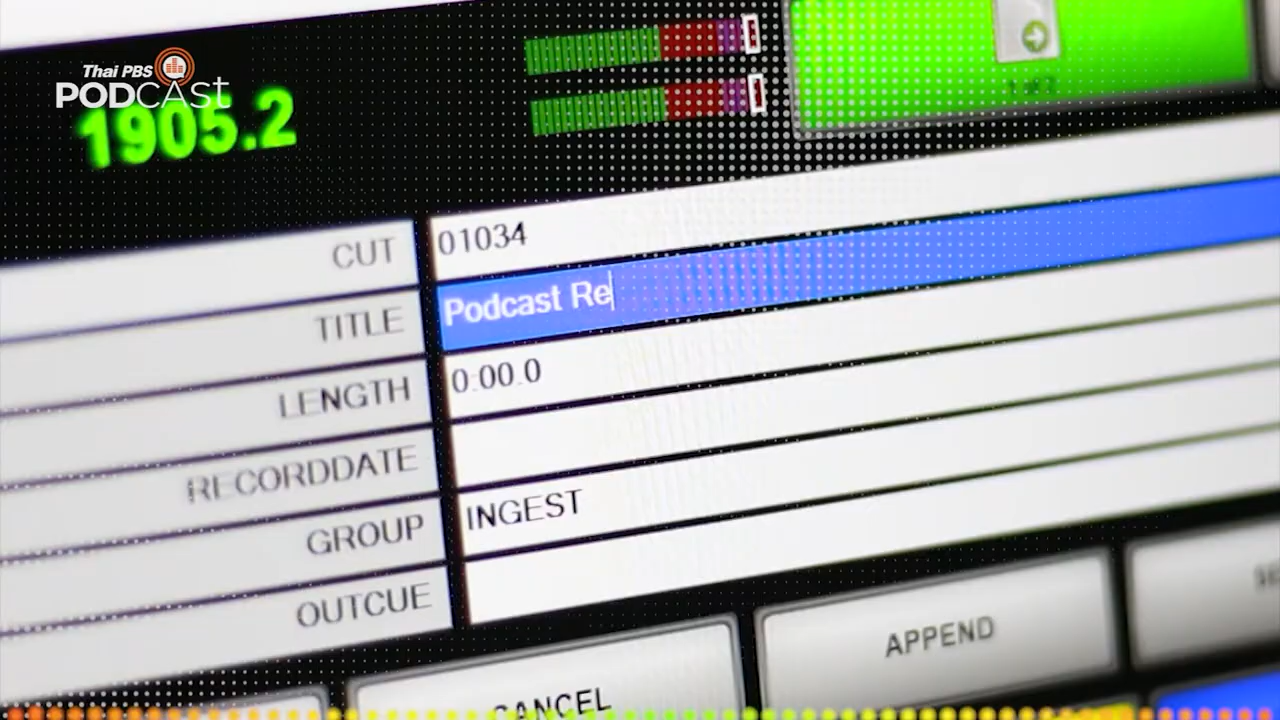 Thai PBS
PODCAST
1905.2
CUT 01034
TITLE Podcast Re
LENGTH 0:00.0
RECORDDATE
GROUP INGEST
OUTCUE
CANCEL
APPEND